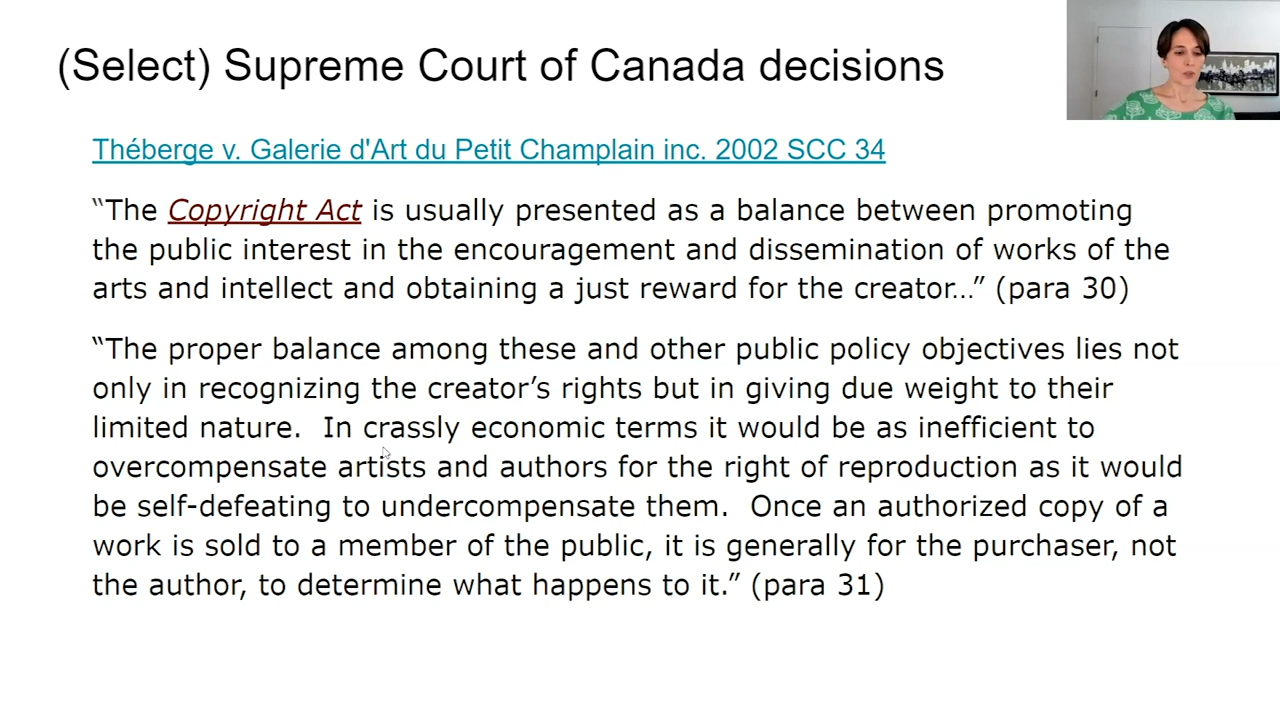 (Select) Supreme Court of Canada decisions
Théberge v. Galerie d'Art du Petit Champlain inc. 2002 SCC 34
“The Copyright Act is usually presented as a balance between promoting
the public interest in the encouragement and dissemination of works of the
arts and intellect and obtaining a just reward for the creator…” (para 30)
“The proper balance among these and other public policy objectives lies not
only in recognizing the creator’s rights but in giving due weight to their
limited nature.  In crassly economic terms it would be as inefficient to
overcompensate artists and authors for the right of reproduction as it would
be self-defeating to undercompensate them.  Once an authorized copy of a
work is sold to a member of the public, it is generally for the purchaser, not
the author, to determine what happens to it.” (para 31)